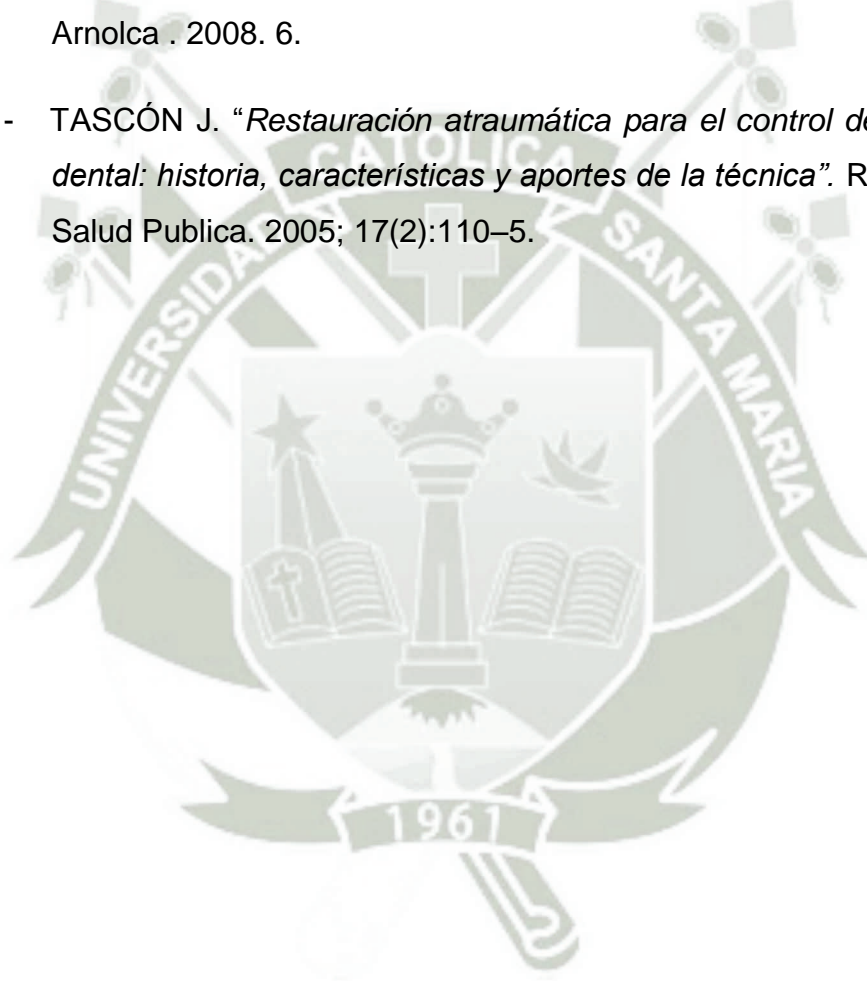 Arnolca . 2008. 6.
- TASCÓN J. “Restauración atraumática para el control de
dental: historia, características y aportes de la técnica”. R
Salud Publica. 2005; 17(2):110–5.
UNIVERSIDAD CATOLICA SANTA MARIA
1961